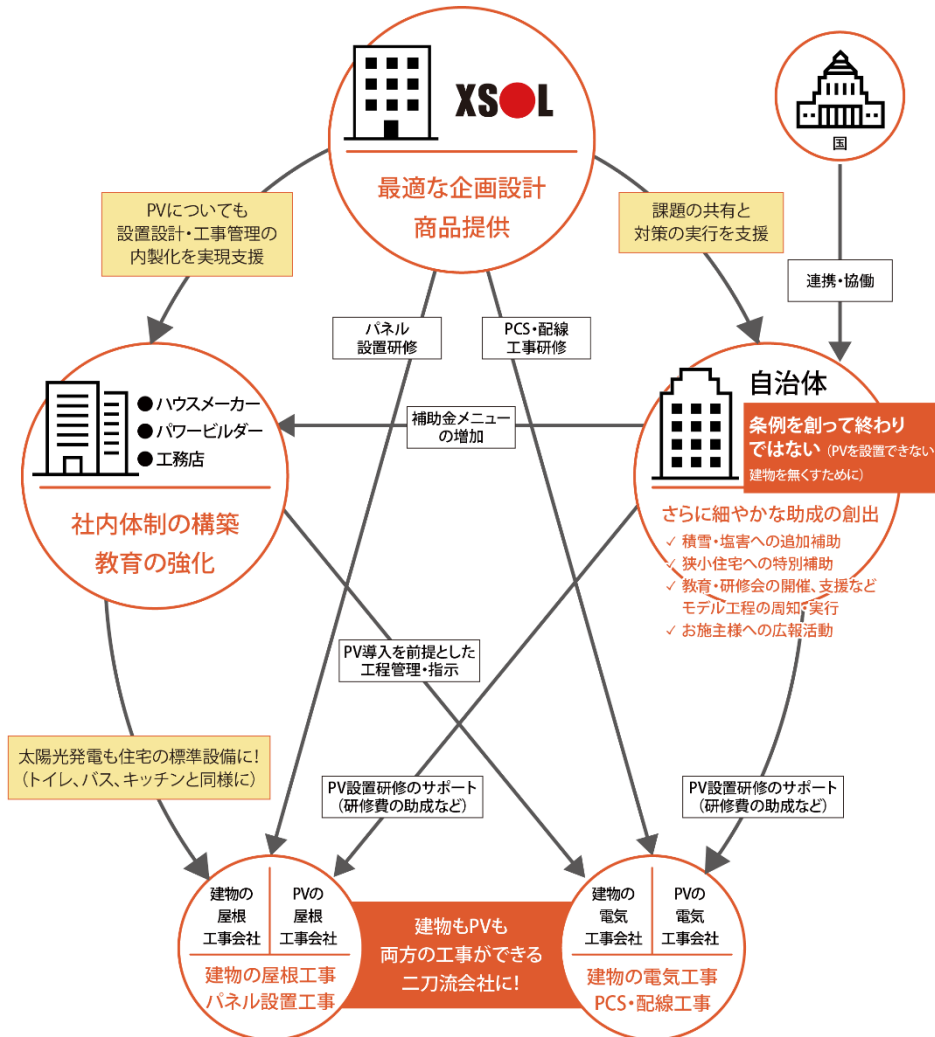 XSOL
最適な企画設計
商品提供
国
PVについても
設置設計・工事管理の
内製化を実現支援
課題の共有と
対策の実行を支援
連携・協働
パネル
設置研修
PCS・配線
工事研修
●ハウスメーカー
●パワービルダー
●工務店
社内体制の構築
教育の強化
補助金メニュー
の増加
自治体
条例を創って終わり
ではない（PVを設置できない
建物を無くすために）
さらに細やかな助成の創出
✓ 積雪・塩害への追加補助
✓ 狭小住宅への特別補助
✓ 教育・研修会の開催、支援など
モデル工程の周知・実行
✓ お施主様への広報活動
PV導入を前提とした
工程管理・指示
太陽光発電も住宅の標準設備に！
（トイレ、バス、キッチンと同様に）
PV設置研修のサポート
（研修費の助成など）
PV設置研修のサポート
（研修費の助成など）
建物の
屋根
工事会社
PVの
屋根
工事会社
建物の屋根工事
パネル設置工事
建物もPVも
両方の工事ができる
二刀流会社に！
建物の
電気
工事会社
PVの
電気
工事会社
建物の電気工事
PCS・配線工事